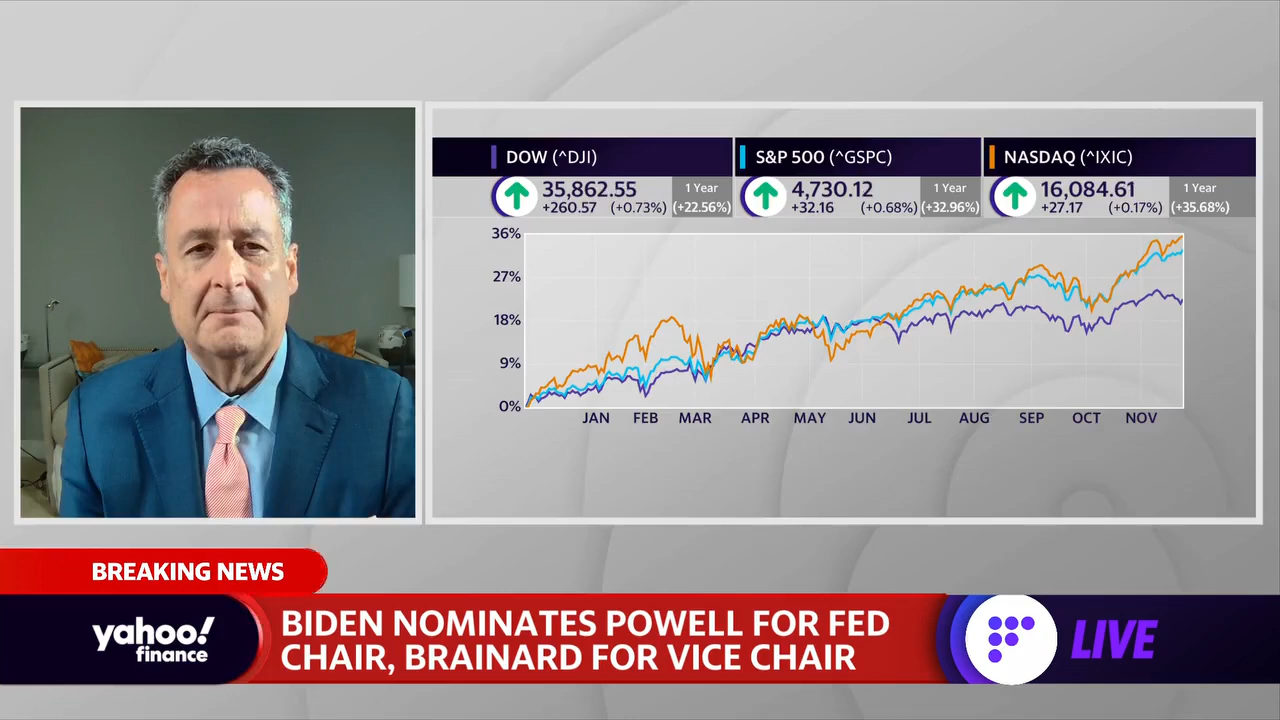 DOW (^DJI)
35,862.55
+260.57 (+0.73%)
1 Year
(+22.56%)
S&P 500 (^GSPC)
4,730.12
+32.16 (+0.68%)
1 Year
(+32.96%)
NASDAQ (^IXIC)
16,084.61
+27.17 (+0.17%)
1 Year
(+35.68%)
36%
27%
18%
9%
0%
JAN FEB MAR APR MAY JUN JUL AUG SEP OCT NOV
BREAKING NEWS
yahoo!
finance
BIDEN NOMINATES POWELL FOR FED
CHAIR, BRAINARD FOR VICE CHAIR
LIVE